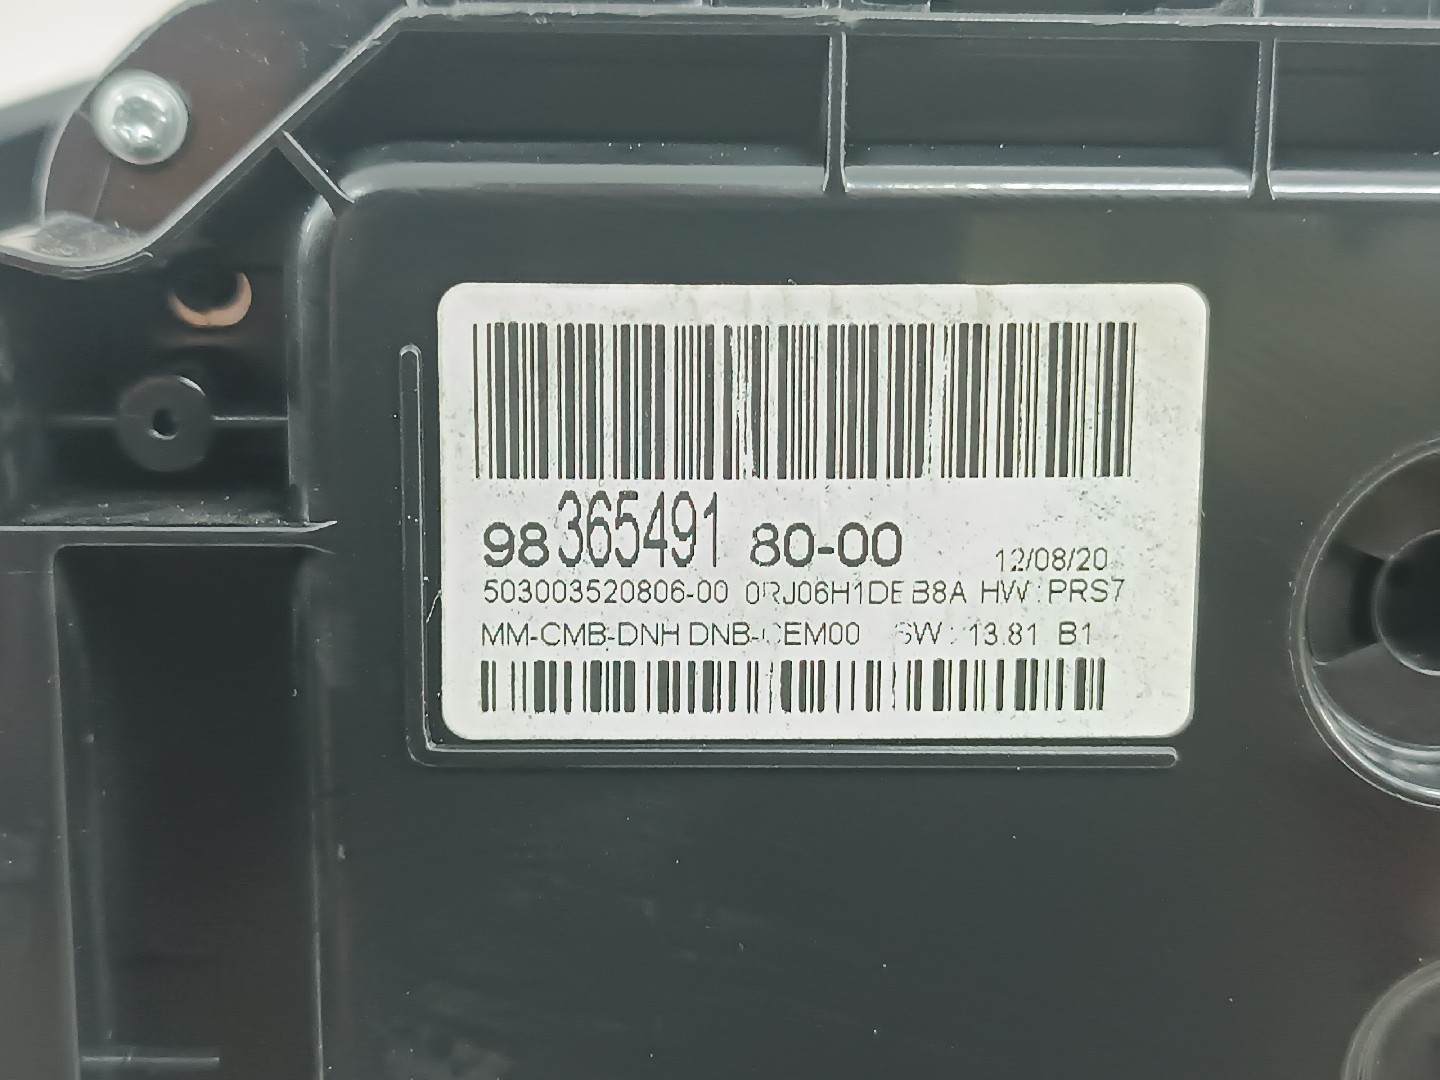 98 365491 80-00 12/08/20
503003520806-00 0RJ06H1DE B8A HW: PRS7
MM-CMB-DNH DNB-CEM00 SW: 13.81 B1